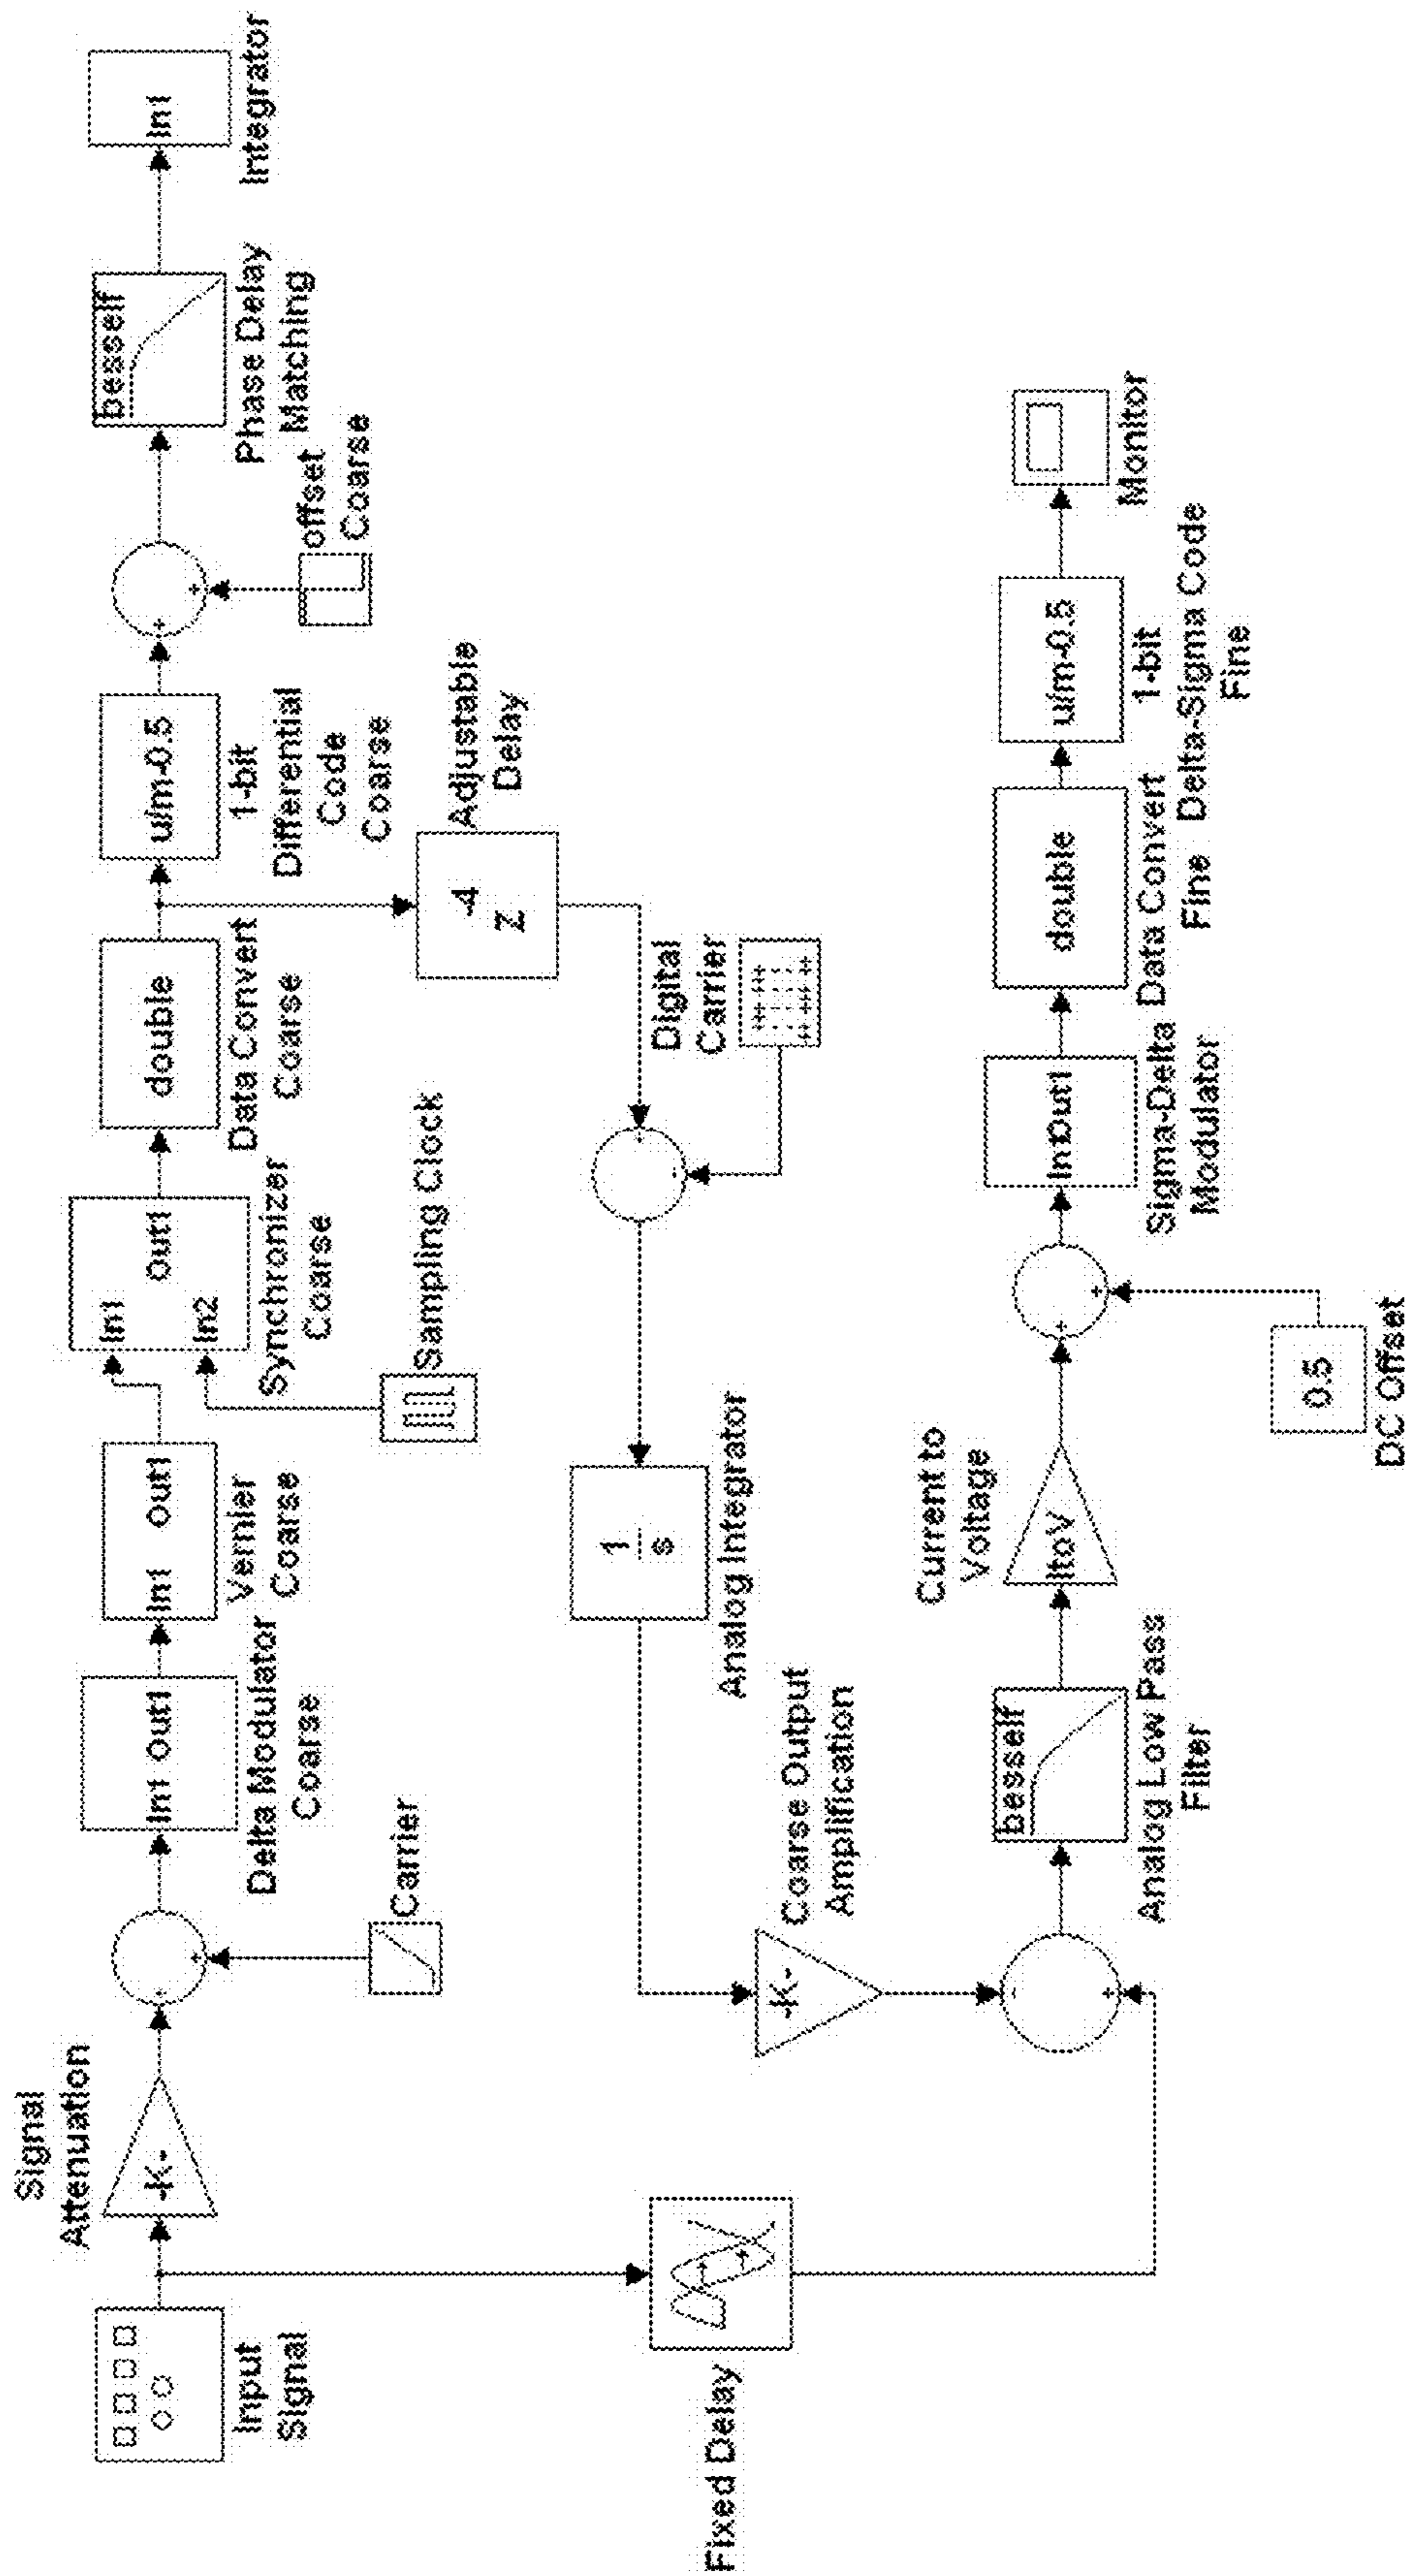 Input
Signal
Signal
Attenuation
-K-
Carrier
In1 Out1
Delta Modulator
Coarse
In1 Out1
Vernier
Coarse
In1
In2
Out1
Synchronizer
Coarse
Sampling Clock
double
Data Convert
Coarse
u/m-0.5
1-bit
Differential
Code
Coarse
offset
Coarse
besself
Phase Delay
Matching
In1
Integrator
-4
Z
Adjustable
Delay
Digital
Carrier
1
s
Analog Integrator
-K-
Coarse Output
Amplification
Fixed Delay
besself
Analog Low Pass
Filter
ItoV
Current to
Voltage
0.5
DC Offset
In1Out1
Sigma-Delta
Modulator
double
Data Convert
Fine
u/m-0.5
1-bit
Delta-Sigma Code
Fine
Monitor